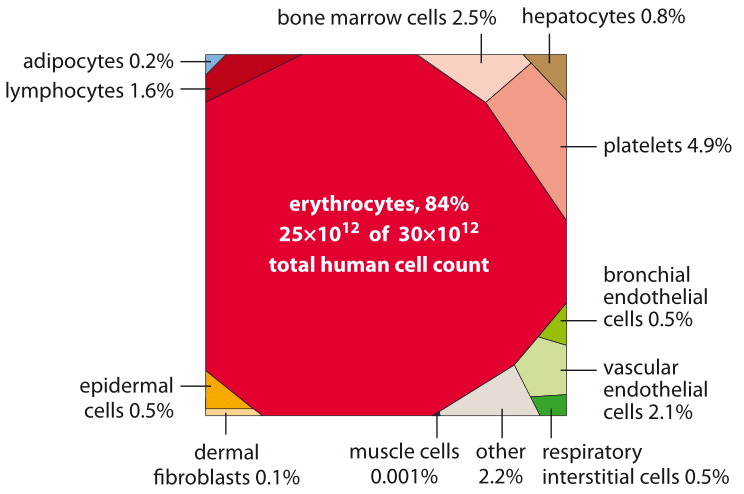 bone marrow cells 2.5%
hepatocytes 0.8%
adipocytes 0.2%
lymphocytes 1.6%
platelets 4.9%
erythrocytes, 84%
25×10¹² of 30×10¹²
total human cell count
bronchial
endothelial
cells 0.5%
vascular
endothelial
cells 2.1%
epidermal
cells 0.5%
dermal
fibroblasts 0.1%
muscle cells
0.001%
other
2.2%
respiratory
interstitial cells 0.5%